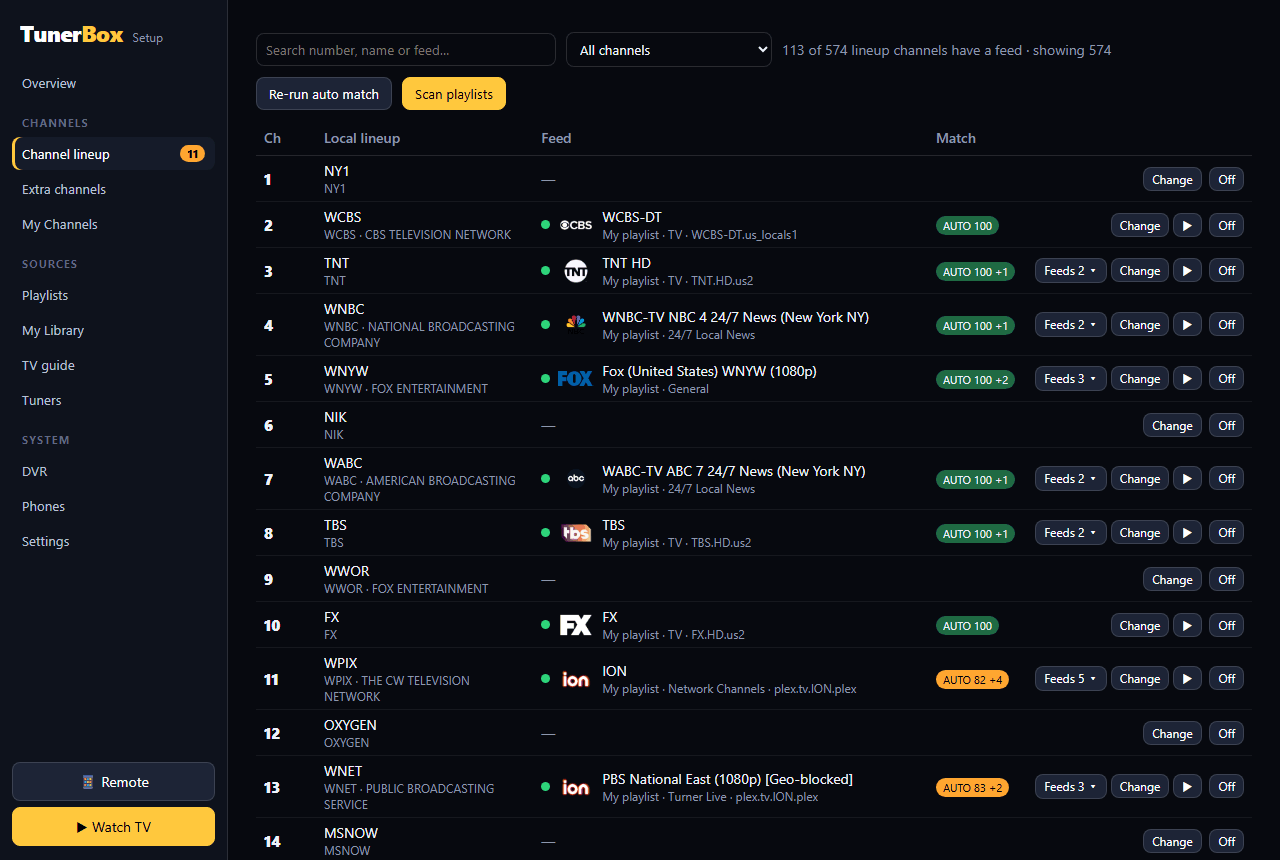 TunerBox Setup
Search number, name or feed...
All channels
113 of 574 lineup channels have a feed · showing 574
Overview
Re-run auto match
Scan playlists
CHANNELS
Channel lineup 11
Extra channels
My Channels
SOURCES
Playlists
My Library
TV guide
Tuners
SYSTEM
DVR
Phones
Settings
Remote
▶ Watch TV
Ch Local lineup Feed Match
1 NY1 — Change Off
NY1
2 WCBS CBS WCBS-DT AUTO 100 Change ▶ Off
WCBS · CBS TELEVISION NETWORK My playlist · TV · WCBS-DT.us_locals1
3 TNT TNT TNT HD AUTO 100 +1 Feeds 2 ▾ Change ▶ Off
TNT My playlist · TV · TNT.HD.us2
4 WNBC WNBC-TV NBC 4 24/7 News (New York NY) AUTO 100 +1 Feeds 2 ▾ Change ▶ Off
WNBC · NATIONAL BROADCASTING My playlist · 24/7 Local News
COMPANY
5 WNYW FOX Fox (United States) WNYW (1080p) AUTO 100 +2 Feeds 3 ▾ Change ▶ Off
WNYW · FOX ENTERTAINMENT My playlist · General
6 NIK — Change Off
NIK
7 WABC abc WABC-TV ABC 7 24/7 News (New York NY) AUTO 100 +1 Feeds 2 ▾ Change ▶ Off
WABC · AMERICAN BROADCASTING My playlist · 24/7 Local News
COMPANY
8 TBS tbs TBS AUTO 100 +1 Feeds 2 ▾ Change ▶ Off
TBS My playlist · TV · TBS.HD.us2
9 WWOR — Change Off
WWOR · FOX ENTERTAINMENT
10 FX FX FX AUTO 100 Change ▶ Off
FX My playlist · TV · FX.HD.us2
11 WPIX ion ION AUTO 82 +4 Feeds 5 ▾ Change ▶ Off
WPIX · THE CW TELEVISION My playlist · Network Channels · plex.tv.ION.plex
NETWORK
12 OXYGEN — Change Off
OXYGEN
13 WNET ion PBS National East (1080p) [Geo-blocked] AUTO 83 +2 Feeds 3 ▾ Change ▶ Off
WNET · PUBLIC BROADCASTING My playlist · Turner Live · plex.tv.ION.plex
SERVICE
14 MSNOW — Change Off
MSNOW